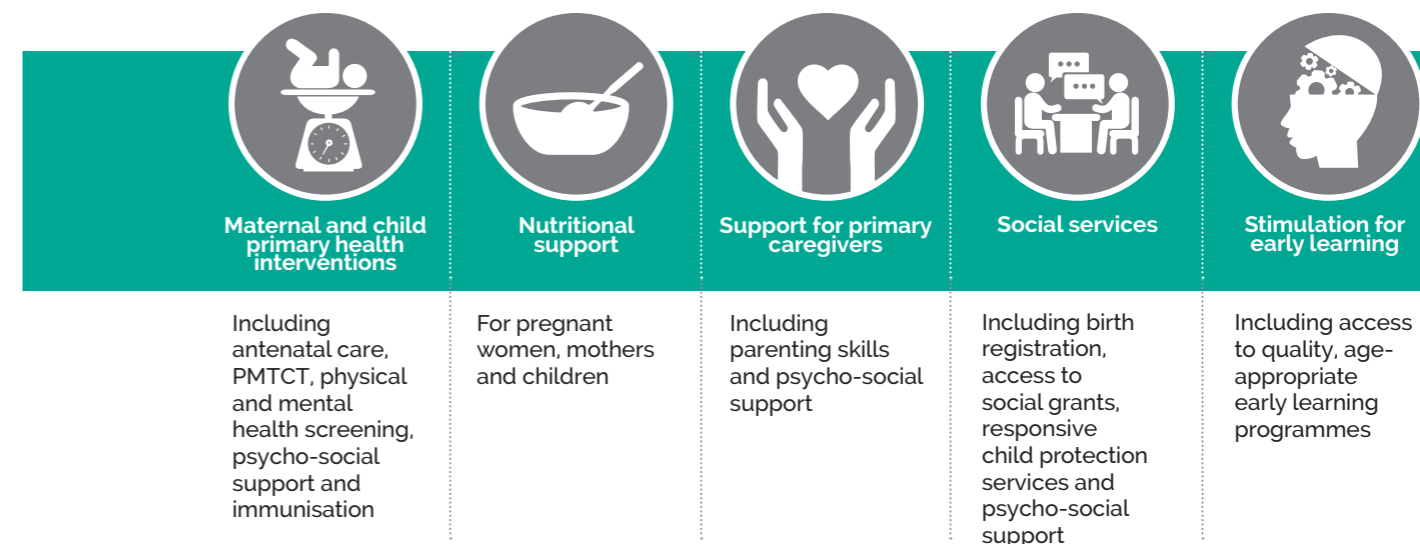 Maternal and child
primary health
interventions
Including
antenatal care,
PMTCT, physical
and mental
health screening,
psycho-social
support and
immunisation
Nutritional
support
For pregnant
women, mothers
and children
Support for primary
caregivers
Including
parenting skills
and psycho-social
support
Social services
Including birth
registration,
access to
social grants,
responsive
child protection
services and
psycho-social
support
Stimulation for
early learning
Including access
to quality, age-
appropriate
early learning
programmes